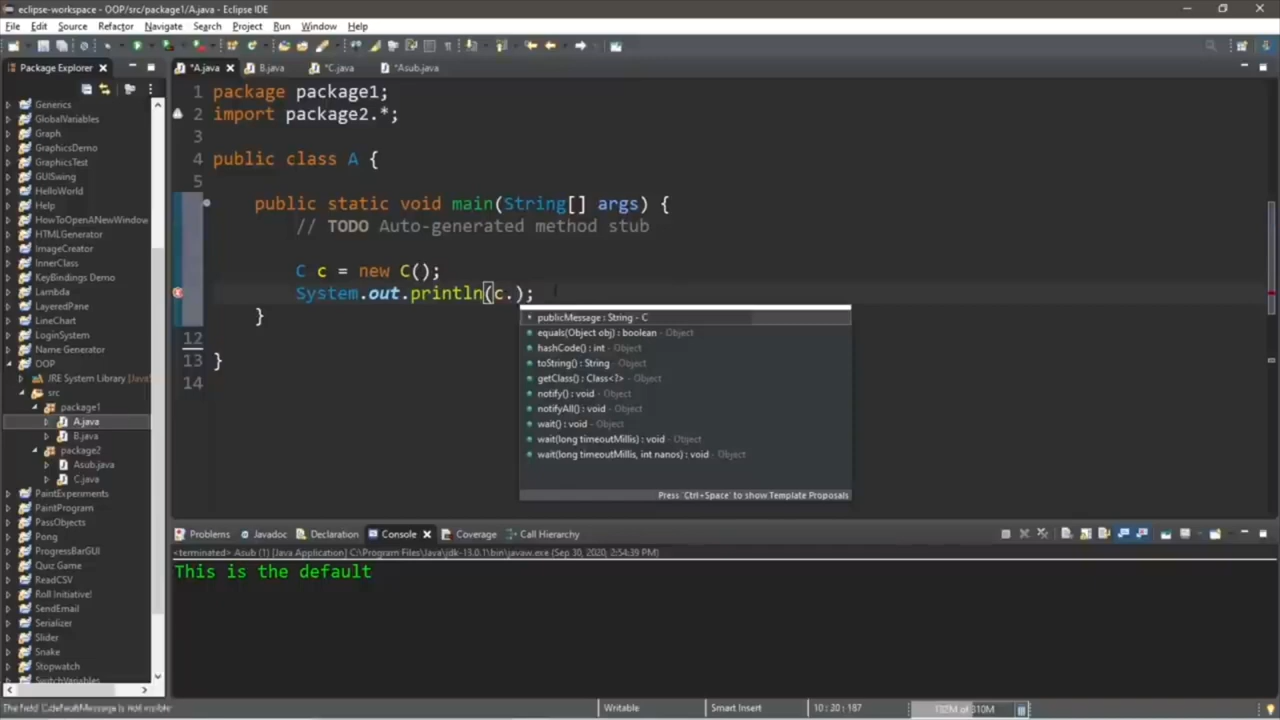 eclipse-workspace - OOP/src/package1/A.java - Eclipse IDE
File Edit Source Refactor Navigate Search Project Run Window Help
Package Explorer
*A.java B.java *C.java *Asub.java
Generics
GlobalVariables
Graph
GraphicsDemo
GraphicsTest
GUISwing
HelloWorld
Help
HowToOpenANewWindow
HTMLGenerator
ImageCreator
InnerClass
KeyBindings Demo
Lambda
LayeredPane
LineChart
LoginSystem
Name Generator
OOP
JRE System Library [Java
src
package1
A.java
B.java
package2
Asub.java
C.java
PaintExperiments
PaintProgram
PassObjects
Pong
ProgressBarGUI
Quiz Game
ReadCSV
Roll Initiative!
SendEmail
Serializer
Slider
Snake
Stopwatch
SwitchVariables
1 package package1;
2 import package2.*;
3
4 public class A {
5
public static void main(String[] args) {
// TODO Auto-generated method stub
C c = new C();
System.out.println(c.);
}
12
13 }
14
publicMessage : String - C
equals(Object obj) : boolean - Object
hashCode() : int - Object
toString() : String - Object
getClass() : Class<?> - Object
notify() : void - Object
notifyAll() : void - Object
wait() : void - Object
wait(long timeoutMillis) : void - Object
wait(long timeoutMillis, int nanos) : void - Object
Press 'Ctrl+Space' to show Template Proposals
Problems Javadoc Declaration Console Coverage Call Hierarchy
<terminated> Asub (1) [Java Application] C:\Program Files\Java\jdk-13.0.1\bin\javaw.exe (Sep 30, 2020, 2:54:39 PM)
This is the default
The field C.defaultMessage is not visible Writable Smart Insert 10 : 20 : 187 132M of 310M